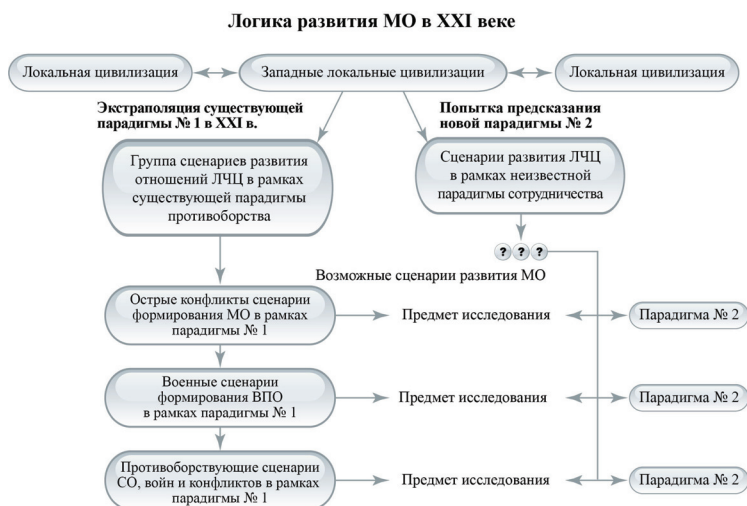 Логика развития МО в XXI веке
Локальная цивилизация
Западные локальные цивилизации
Локальная цивилизация
Экстраполяция существующей
парадигмы № 1 в XXI в.
Попытка предсказания
новой парадигмы № 2
Группа сценариев развития
отношений ЛЧЦ в рамках
существующей парадигмы
противоборства
Сценарии развития ЛЧЦ
в рамках неизвестной
парадигмы сотрудничества
? ? ?
Возможные сценарии развития МО
Острые конфликты сценарии
формирования МО в рамках
парадигмы № 1
Предмет исследования
Парадигма № 2
Военные сценарии
формирования ВПО
в рамках парадигмы № 1
Предмет исследования
Парадигма № 2
Противоборствующие сценарии
СО, войн и конфликтов в рамках
парадигмы № 1
Предмет исследования
Парадигма № 2